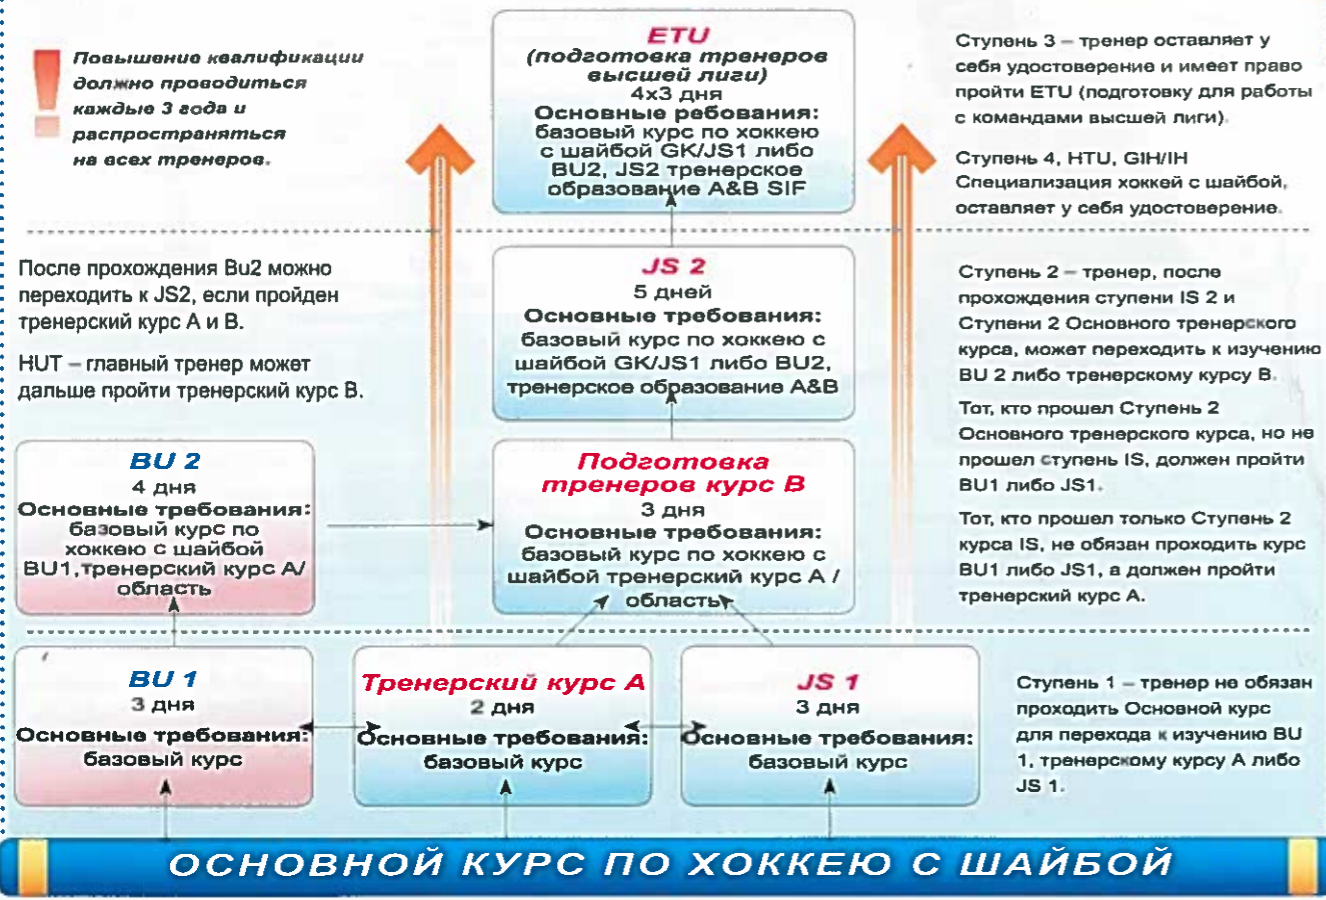 Повышение квалификации
должно проводиться
каждые 3 года и
распространяться
на всех тренеров.
ETU
(подготовка тренеров
высшей лиги)
4х3 дня
Основные ребования:
базовый курс по хоккею
с шайбой GK/JS1 либо
BU2, JS2 тренерское
образование A&B SIF
Ступень 3 – тренер оставляет у
себя удостоверение и имеет право
пройти ETU (подготовку для работы
с командами высшей лиги).
Ступень 4, HTU, GIH/IH
Специализация хоккей с шайбой,
оставляет у себя удостоверение.
После прохождения Bu2 можно
переходить к JS2, если пройден
тренерский курс А и В.
HUT – главный тренер может
дальше пройти тренерский курс В.
JS 2
5 дней
Основные требования:
базовый курс по хоккею с
шайбой GK/JS1 либо BU2,
тренерское образование A&B
Ступень 2 – тренер, после
прохождения ступени IS 2 и
Ступени 2 Основного тренерского
курса, может переходить к изучению
BU 2 либо тренерскому курсу В.
Тот, кто прошел Ступень 2
Основного тренерского курса, но не
прошел ступень IS, должен пройти
BU1 либо JS1.
Тот, кто прошел только Ступень 2
курса IS, не обязан проходить курс
BU1 либо JS1, а должен пройти
тренерский курс А.
BU 2
4 дня
Основные требования:
базовый курс по
хоккею с шайбой
BU1,тренерский курс А/
область
Подготовка
тренеров курс В
3 дня
Основные требования:
базовый курс по хоккею с
шайбой тренерский курс А /
область
BU 1
3 дня
Основные требования:
базовый курс
Тренерский курс А
2 дня
Основные требования:
базовый курс
JS 1
3 дня
Основные требования:
базовый курс
Ступень 1 – тренер не обязан
проходить Основной курс
для перехода к изучению BU
1, тренерскому курсу А либо
JS 1.
ОСНОВНОЙ КУРС ПО ХОККЕЮ С ШАЙБОЙ